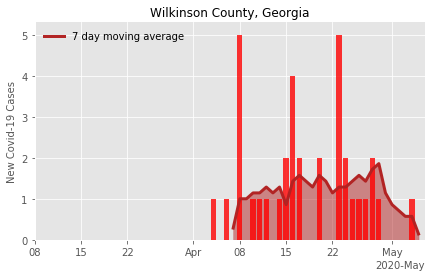 Wilkinson County, Georgia
7 day moving average
New Covid-19 Cases
5
4
3
2
1
0
08 15 22 Apr 08 15 22 May
2020-May